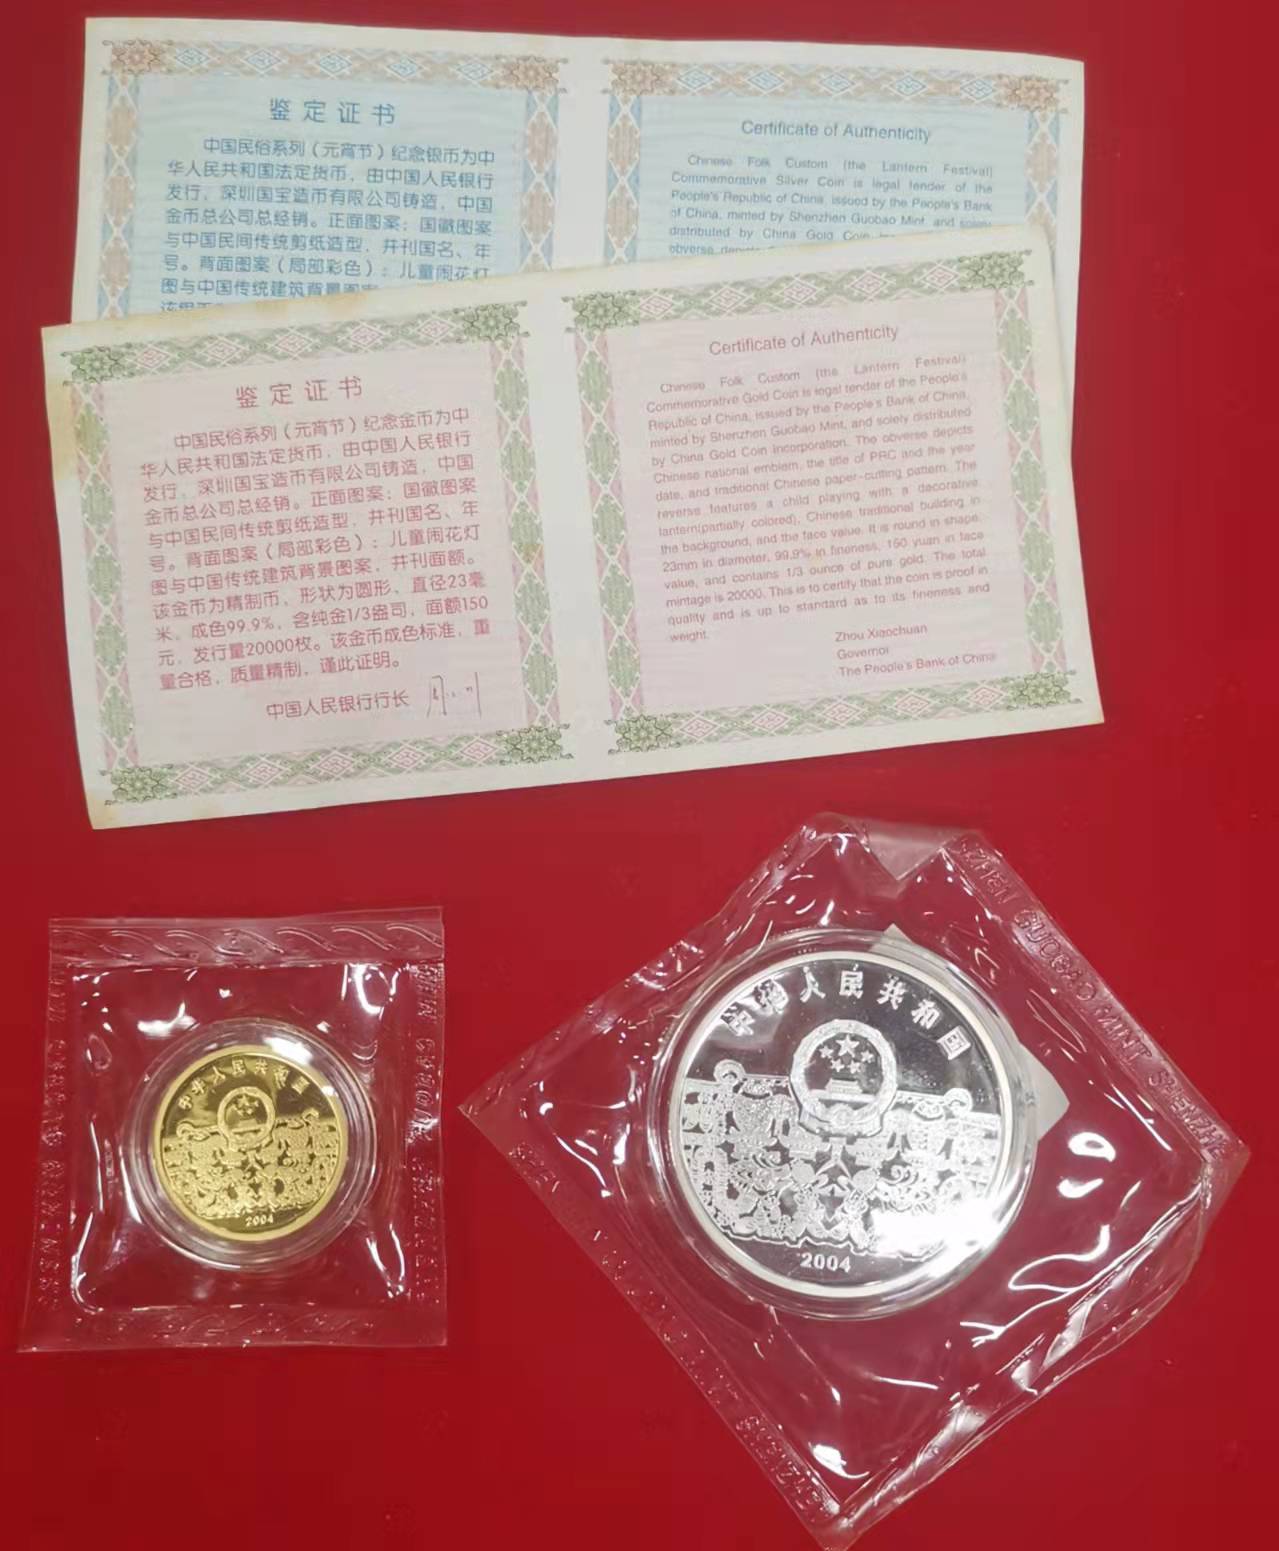 鉴定证书
中国民俗系列（元宵节）纪念银币为中
华人民共和国法定货币，由中国人民银行
发行，深圳国宝造币有限公司铸造，中国
金币总公司总经销。正面图案：国徽图案
与中国民间传统剪纸造型，并刊国名、年
号。背面图案（局部彩色）：儿童闹花灯
图与中国传统建筑背景图案
Certificate of Authenticity
Chinese Folk Custom (the Lantern Festival)
Commemorative Silver Coin is legal tender of the
People's Republic of China, issued by the People's Bank
of China, minted by Shenzhen Guobao Mint, and solely
distributed by China Gold Coin
obverse
鉴定证书
中国民俗系列（元宵节）纪念金币为中
华人民共和国法定货币，由中国人民银行
发行，深圳国宝造币有限公司铸造，中国
金币总公司总经销。正面图案：国徽图案
与中国民间传统剪纸造型，并刊国名、年
号。背面图案（局部彩色）：儿童闹花灯
图与中国传统建筑背景图案，并刊面额。
该金币为精制币，形状为圆形，直径23毫
米，成色99.9%，含纯金1/3盎司，面额150
元，发行量20000枚。该金币成色标准，重
量合格，质量精制，谨此证明。
中国人民银行行长
Certificate of Authenticity
Chinese Folk Custom (the Lantern Festival)
Commemorative Gold Coin is legal tender of the People's
Republic of China, issued by the People's Bank of China,
minted by Shenzhen Guobao Mint, and solely distributed
by China Gold Coin Incorporation. The obverse depicts
Chinese national emblem, the title of PRC and the year
date, and traditional Chinese paper-cutting pattern. The
reverse features a child playing with a decorative
lantern(partially colored), Chinese traditional building in
the background, and the face value. It is round in shape,
23mm in diameter, 99.9% in fineness, 150 yuan in face
value, and contains 1/3 ounce of pure gold. The total
mintage is 20000. This is to certify that the coin is proof in
quality and is up to standard as to its fineness and
weight.
Zhou Xiaochuan
Governor
The People's Bank of China
中华人民共和国
2004
中华人民共和国
2004
GUOBAO MINT SHENZHEN